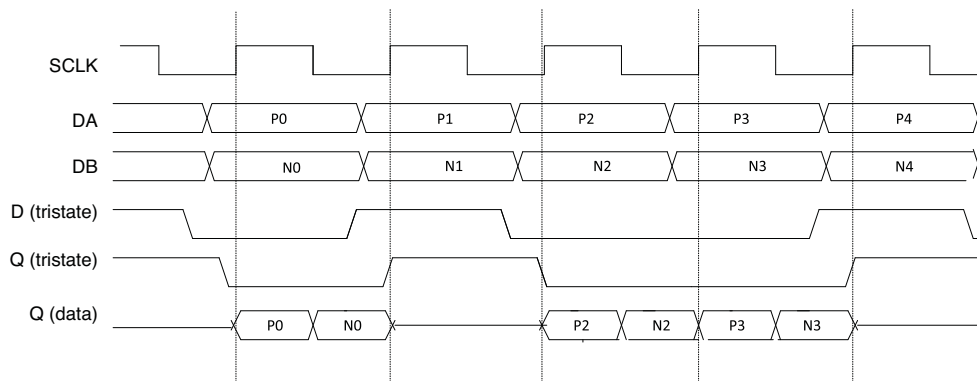 SCLK
DA P0 P1 P2 P3 P4
DB N0 N1 N2 N3 N4
D (tristate)
Q (tristate)
Q (data) P0 N0 P2 N2 P3 N3